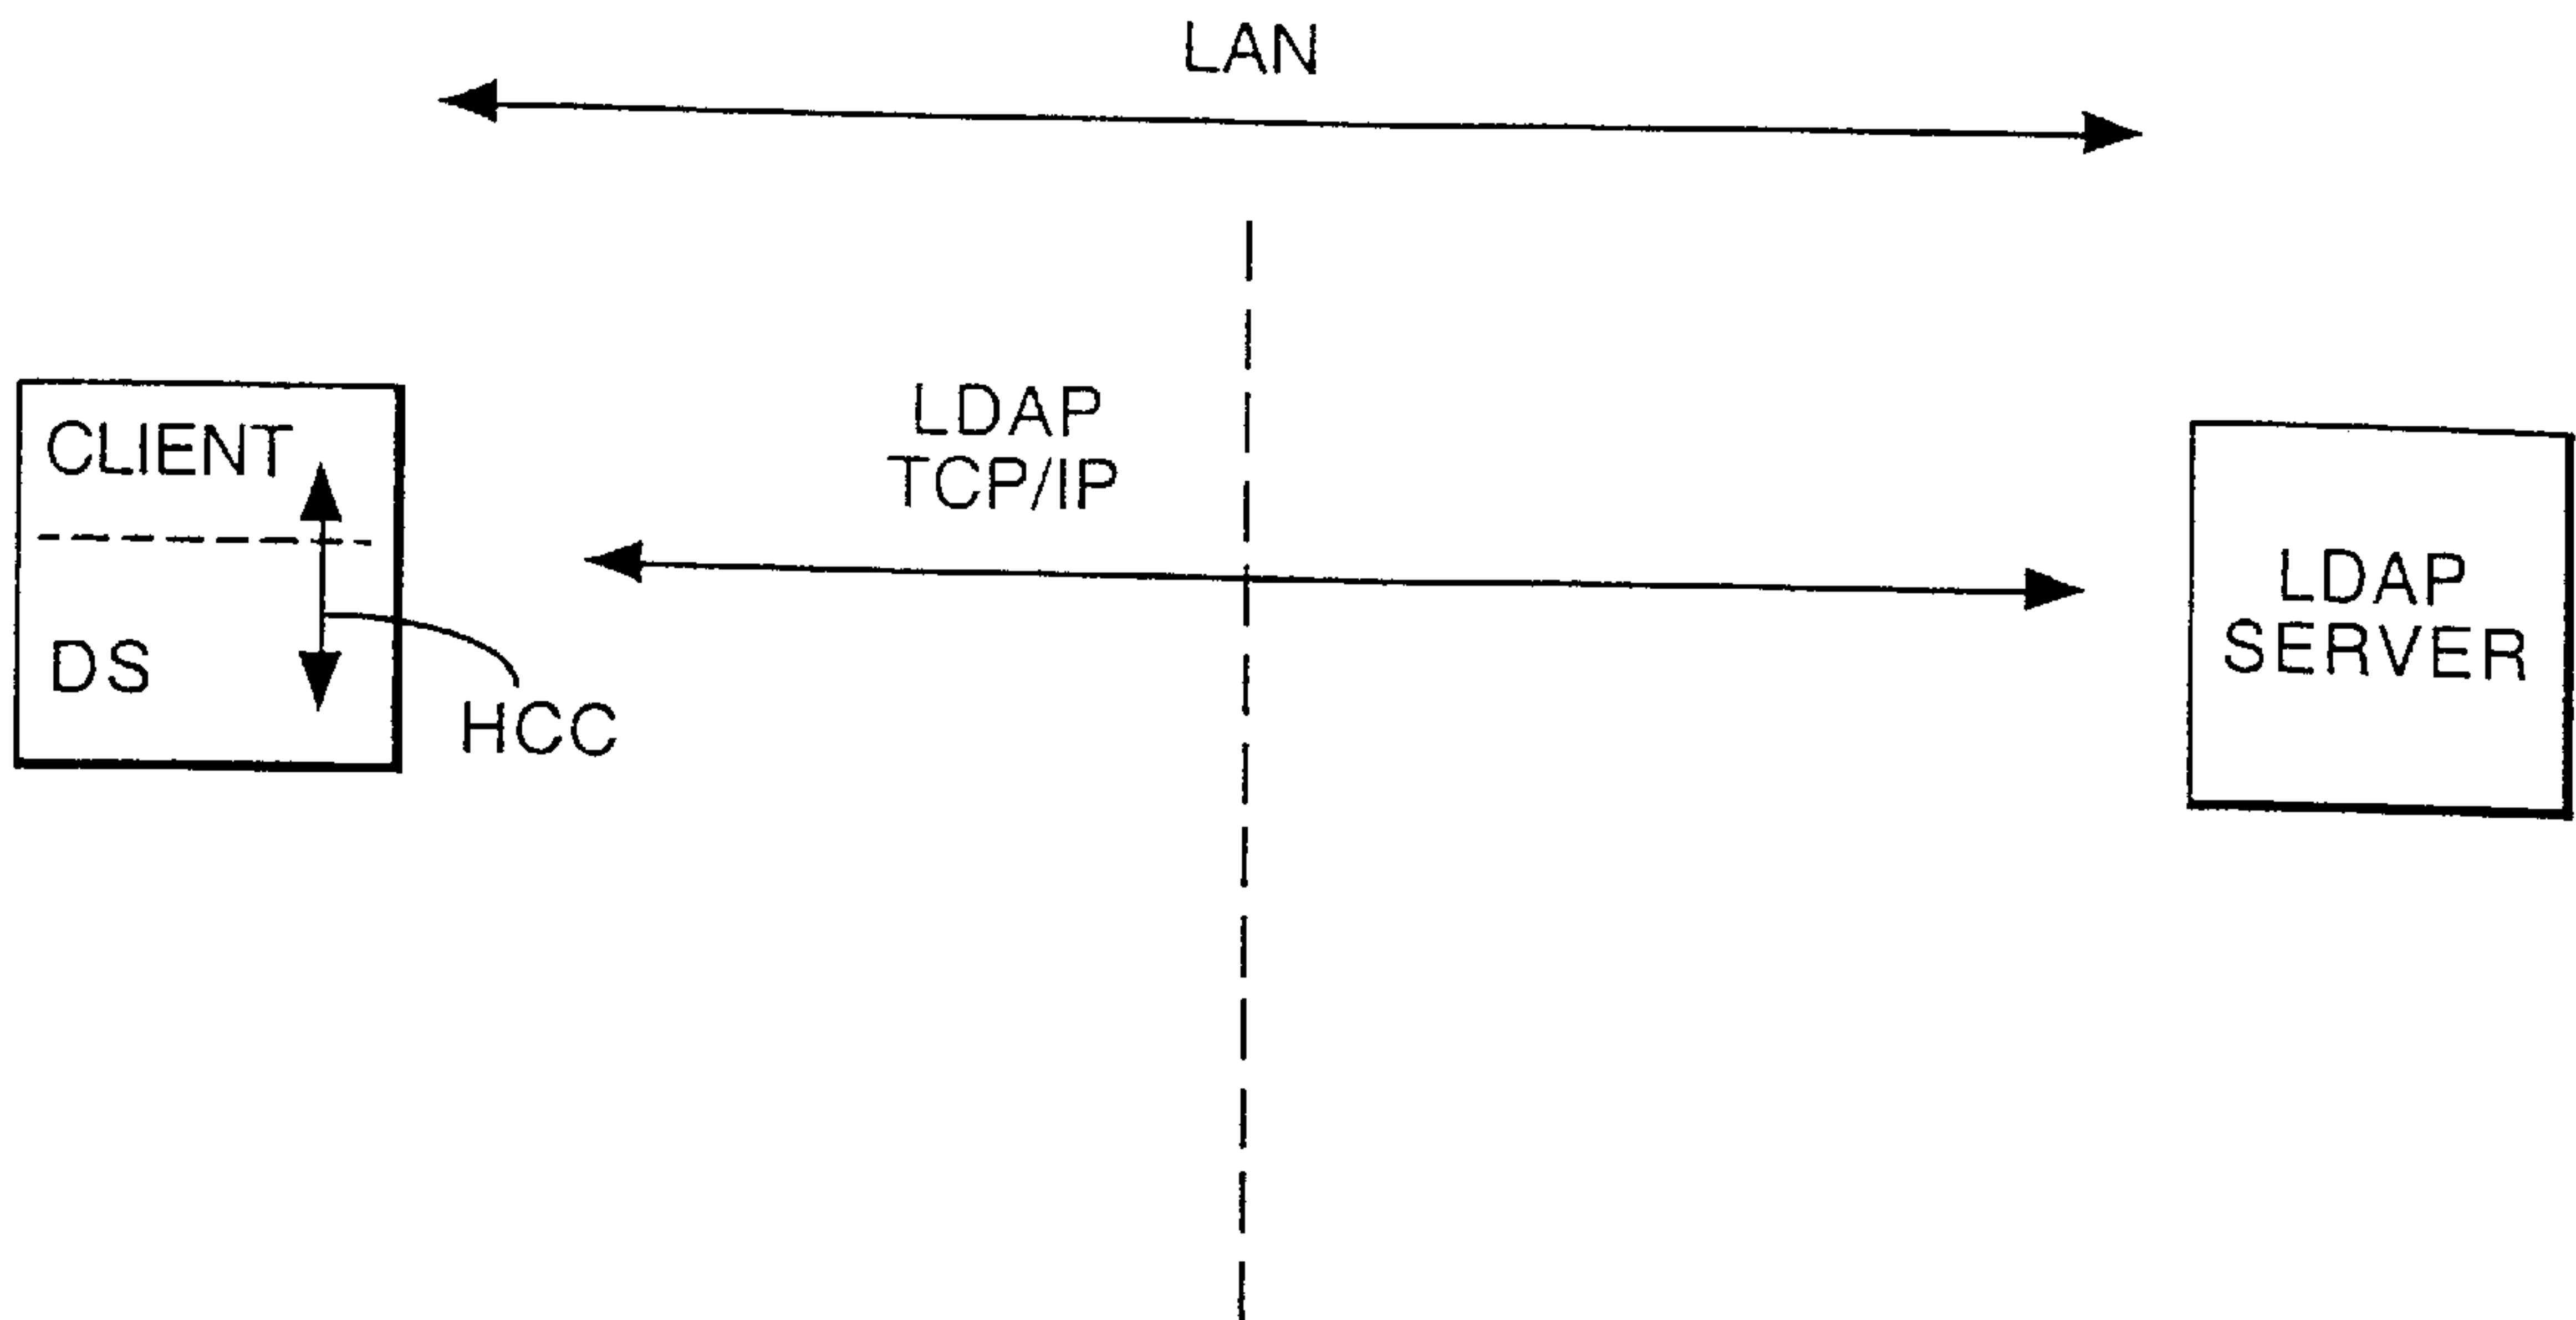 LAN
CLIENT
DS
HCC
LDAP
TCP/IP
LDAP
SERVER